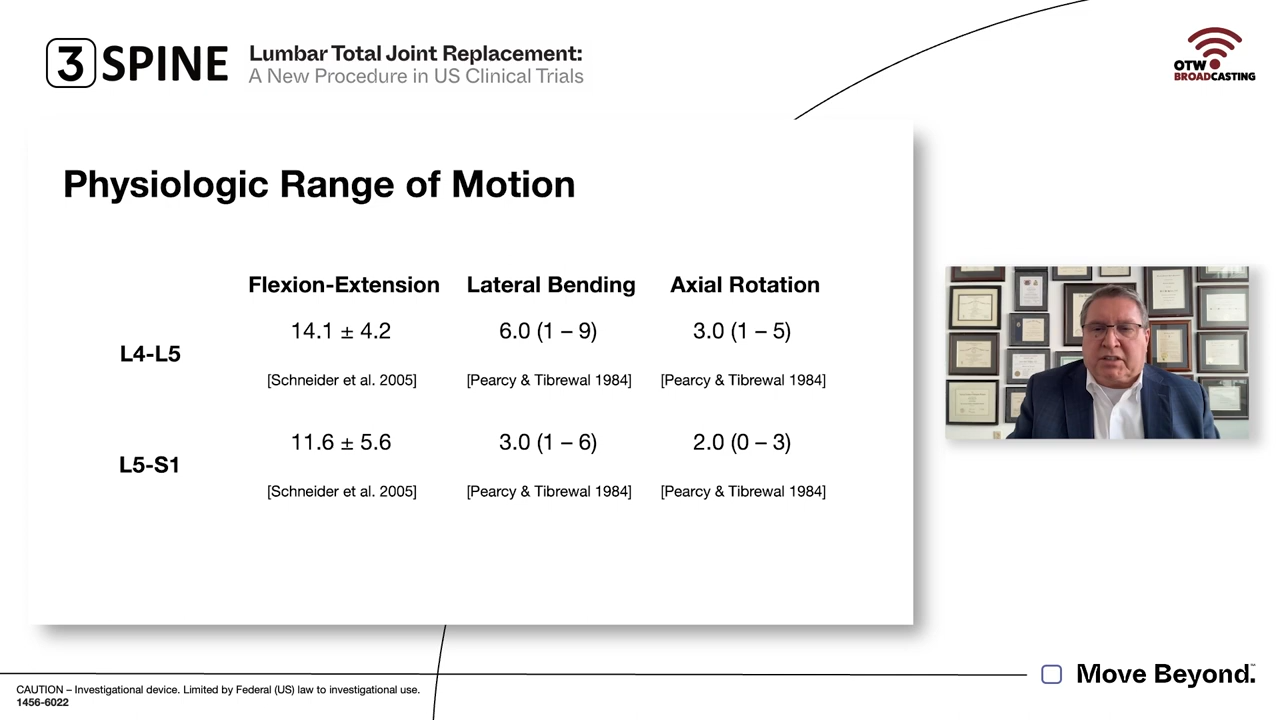 3 SPINE
Lumbar Total Joint Replacement:
A New Procedure in US Clinical Trials
OTW
BROADCASTING
Physiologic Range of Motion
Flexion-Extension Lateral Bending Axial Rotation
L4-L5
14.1 ± 4.2 6.0 (1 – 9) 3.0 (1 – 5)
[Schneider et al. 2005] [Pearcy & Tibrewal 1984] [Pearcy & Tibrewal 1984]
L5-S1
11.6 ± 5.6 3.0 (1 – 6) 2.0 (0 – 3)
[Schneider et al. 2005] [Pearcy & Tibrewal 1984] [Pearcy & Tibrewal 1984]
CAUTION – Investigational device. Limited by Federal (US) law to investigational use.
1456-6022
Move Beyond.™